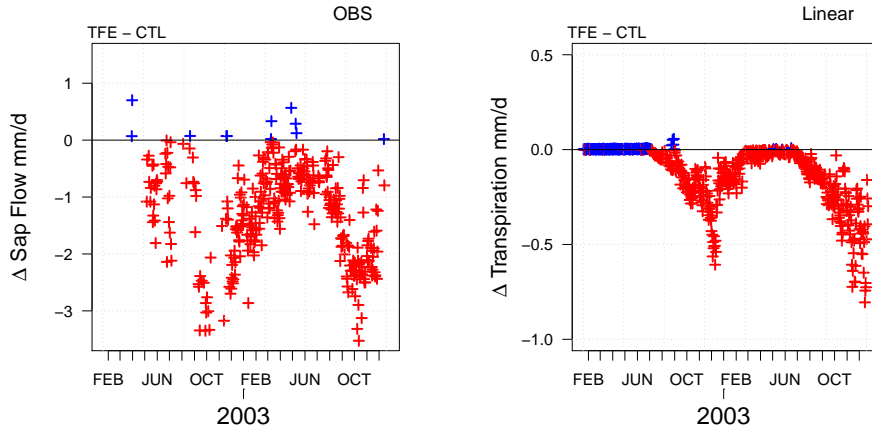 OBS
TFE – CTL
Δ Sap Flow mm/d
1
0
−1
−2
−3
FEB JUN OCT FEB JUN OCT
2003
Linear
TFE – CTL
Δ Transpiration mm/d
0.5
0.0
−0.5
−1.0
FEB JUN OCT FEB JUN OCT
2003